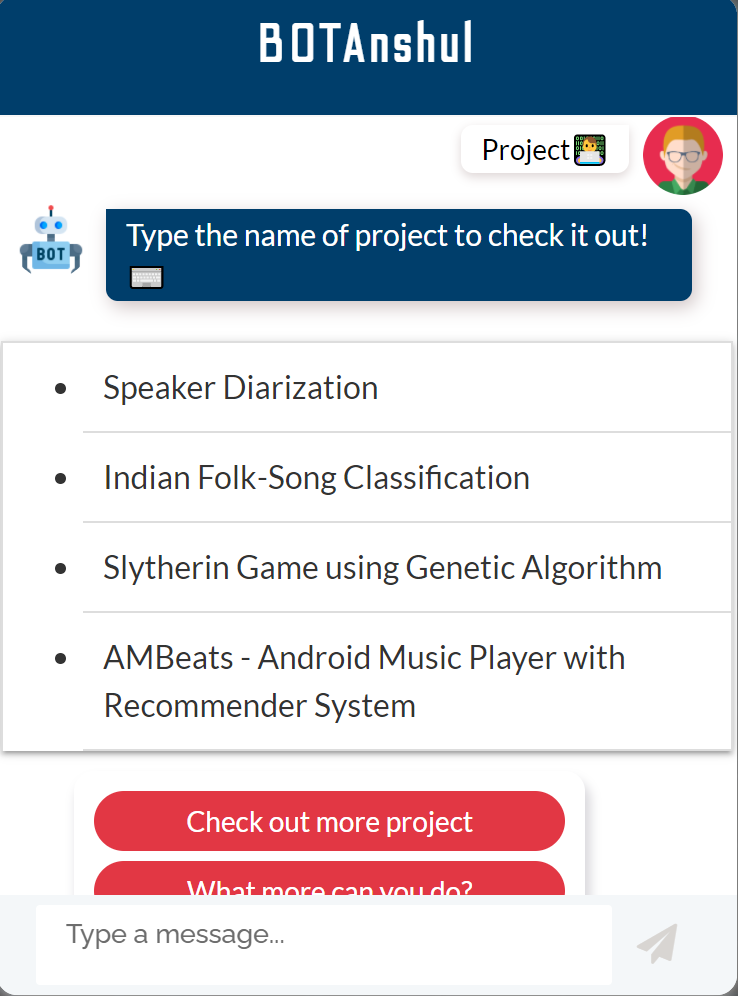 BOTAnshul
Project
BOT
Type the name of project to check it out!
Speaker Diarization
Indian Folk-Song Classification
Slytherin Game using Genetic Algorithm
AMBeats - Android Music Player with
Recommender System
Check out more project
What more can you do?
Type a message...